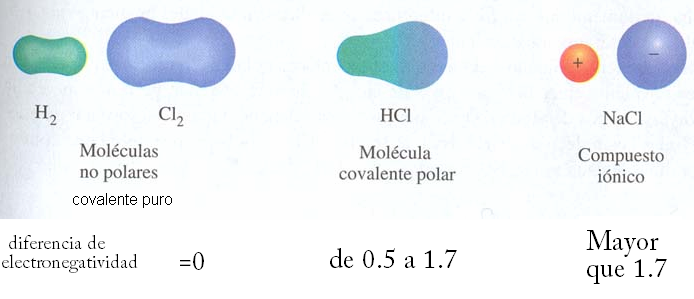 H2
Cl2
Moléculas
no polares
covalente puro
HCl
Molécula
covalente polar
+
−
NaCl
Compuesto
iónico
diferencia de
electronegatividad
=0
de 0.5 a 1.7
Mayor
que 1.7